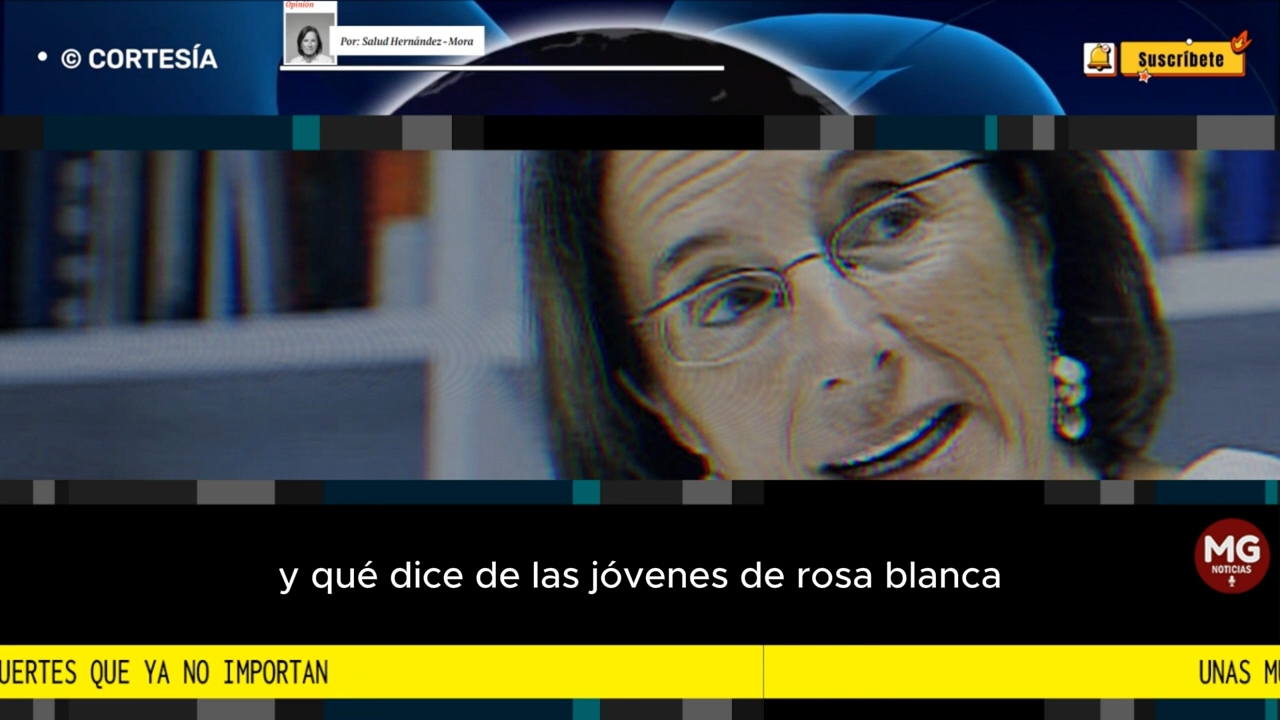 Opinión
Por: Salud Hernández-Mora
• © CORTESÍA
Suscríbete
y qué dice de las jóvenes de rosa blanca
MG
NOTICIAS
UERTES QUE YA NO IMPORTAN
UNAS M